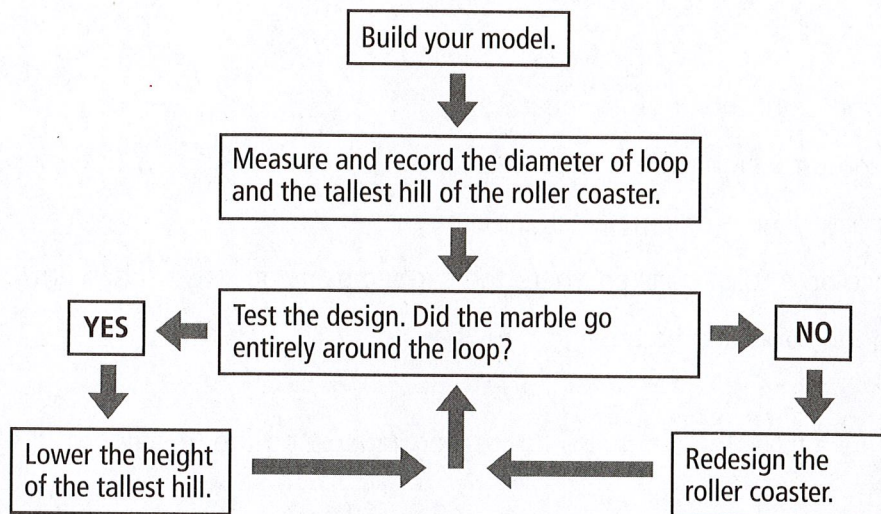 Build your model.
Measure and record the diameter of loop
and the tallest hill of the roller coaster.
Test the design. Did the marble go
entirely around the loop?
YES
NO
Lower the height
of the tallest hill.
Redesign the
roller coaster.